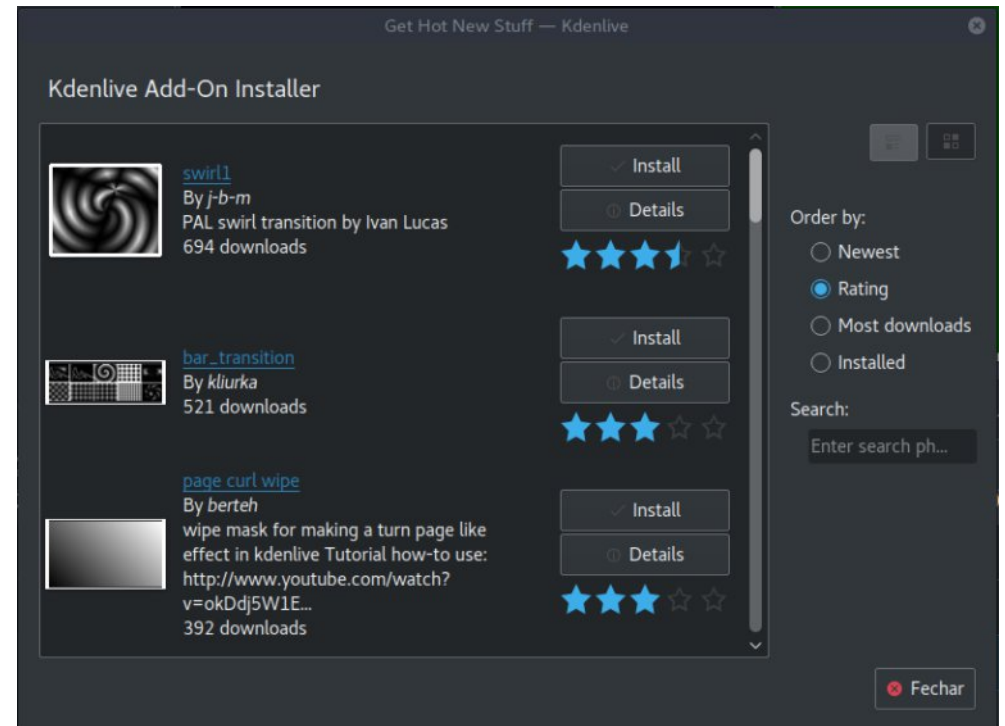 Get Hot New Stuff — Kdenlive
Kdenlive Add-On Installer
swirl1
By j-b-m
PAL swirl transition by Ivan Lucas
694 downloads
Install
Details
bar_transition
By kliurka
521 downloads
Install
Details
page curl wipe
By berteh
wipe mask for making a turn page like
effect in kdenlive Tutorial how-to use:
http://www.youtube.com/watch?
v=okDdj5W1E...
392 downloads
Install
Details
Order by:
Newest
Rating
Most downloads
Installed
Search:
Enter search ph...
Fechar